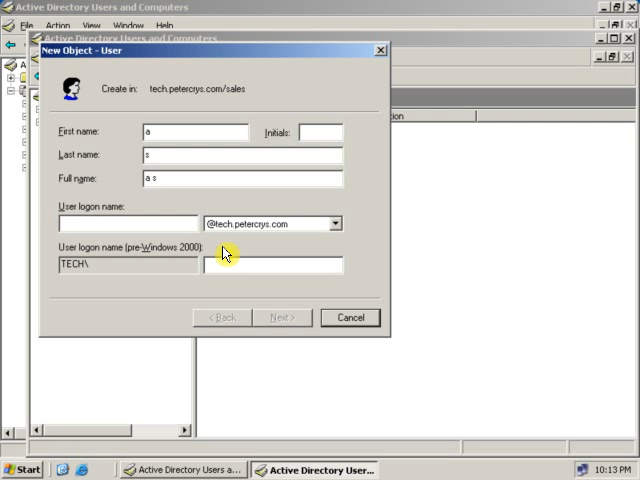 Active Directory Users and Computers
File Action View Window Help
Active Directory Users and Computers
New Object - User
Create in: tech.petercrys.com/sales
First name: a Initials:
Last name: s
Full name: a s
User logon name:
@tech.petercrys.com
User logon name (pre-Windows 2000):
TECH\
< Back Next > Cancel
Start Active Directory Users a... Active Directory User... 10:13 PM